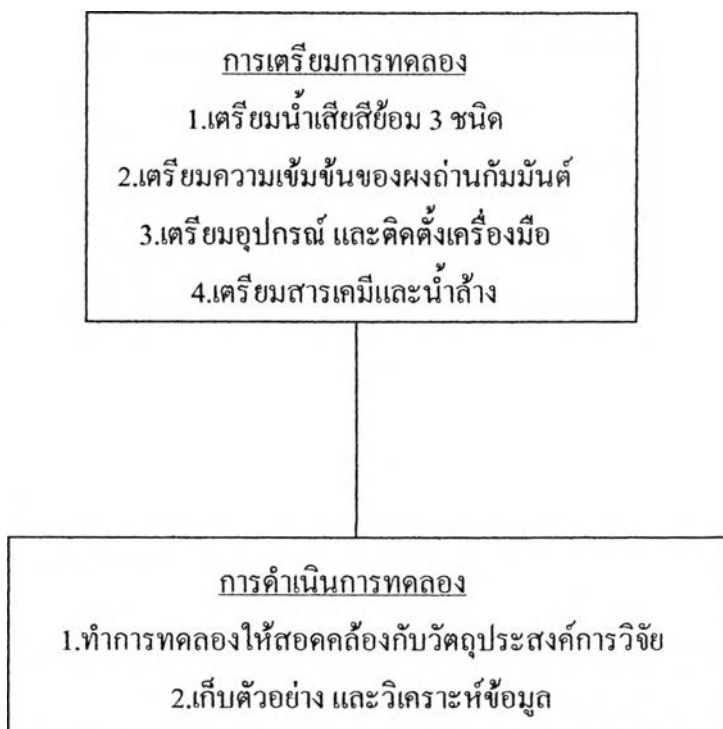 การเตรียมการทดลอง
1.เตรียมน้ำเสียสีย้อม 3 ชนิด
2.เตรียมความเข้มข้นของผงถ่านกัมมันต์
3.เตรียมอุปกรณ์ และติดตั้งเครื่องมือ
4.เตรียมสารเคมีและน้ำล้าง
การดำเนินการทดลอง
1.ทำการทดลองให้สอดคล้องกับวัตถุประสงค์การวิจัย
2.เก็บตัวอย่าง และวิเคราะห์ข้อมูล